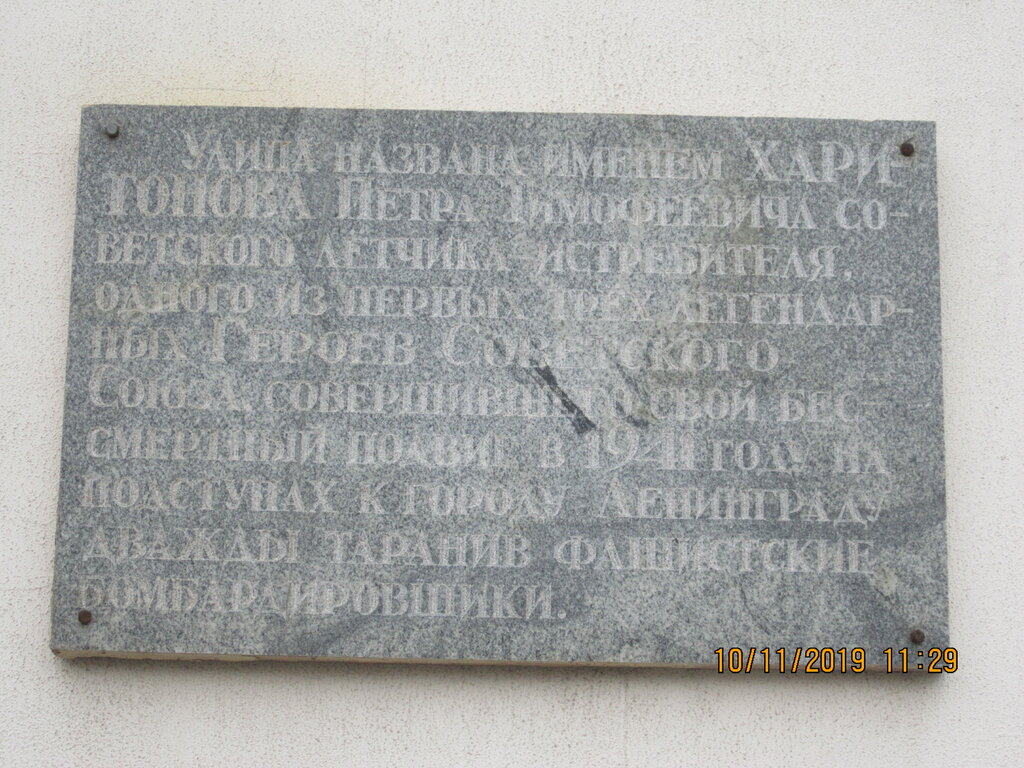 Улица названа именем ХАРИ-
ТОНОВА Петра Тимофеевича со-
ветского летчика-истребителя,
одного из первых трех легендар-
ных Героев Советского
Союза, совершившего свой бес-
смертный подвиг в 1941 году на
подступах к городу Ленинграду
дважды таранив фашистские
бомбардировщики.
10/11/2019 11:29